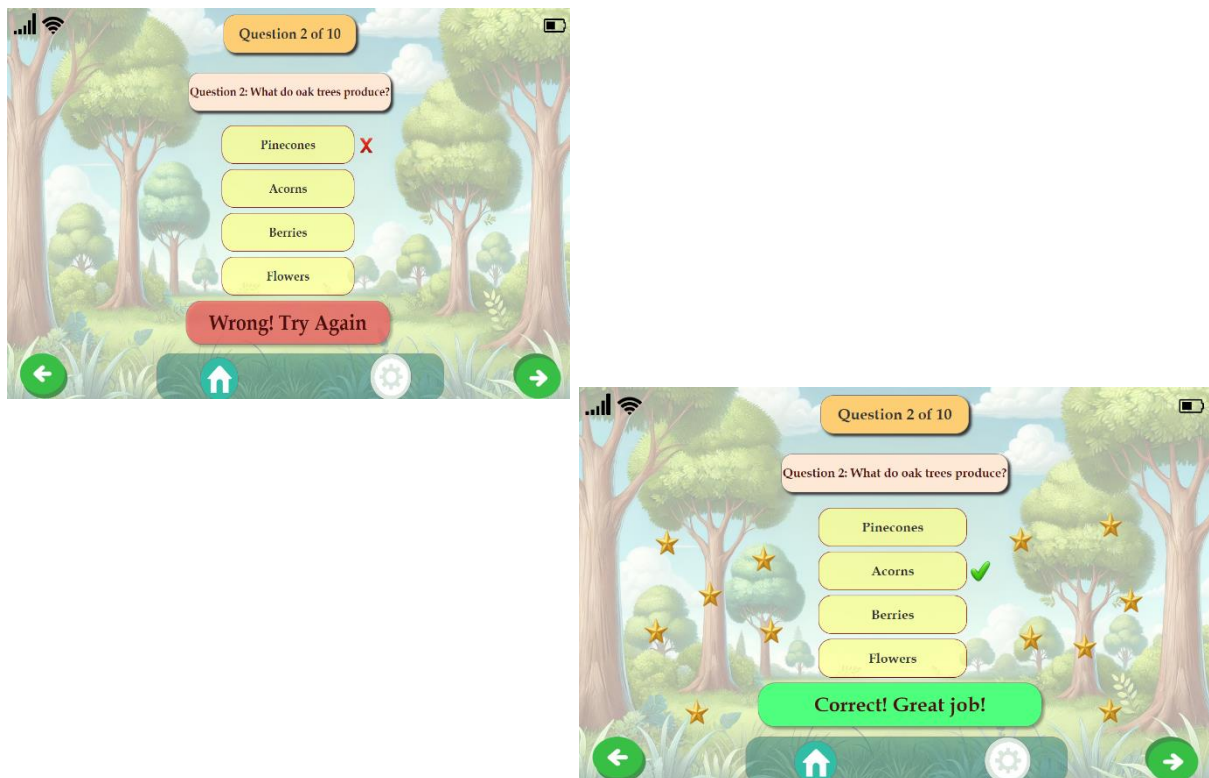 Question 2 of 10
Question 2: What do oak trees produce?
Pinecones X
Acorns
Berries
Flowers
Wrong! Try Again
Question 2 of 10
Question 2: What do oak trees produce?
Pinecones
Acorns
Berries
Flowers
Correct! Great job!